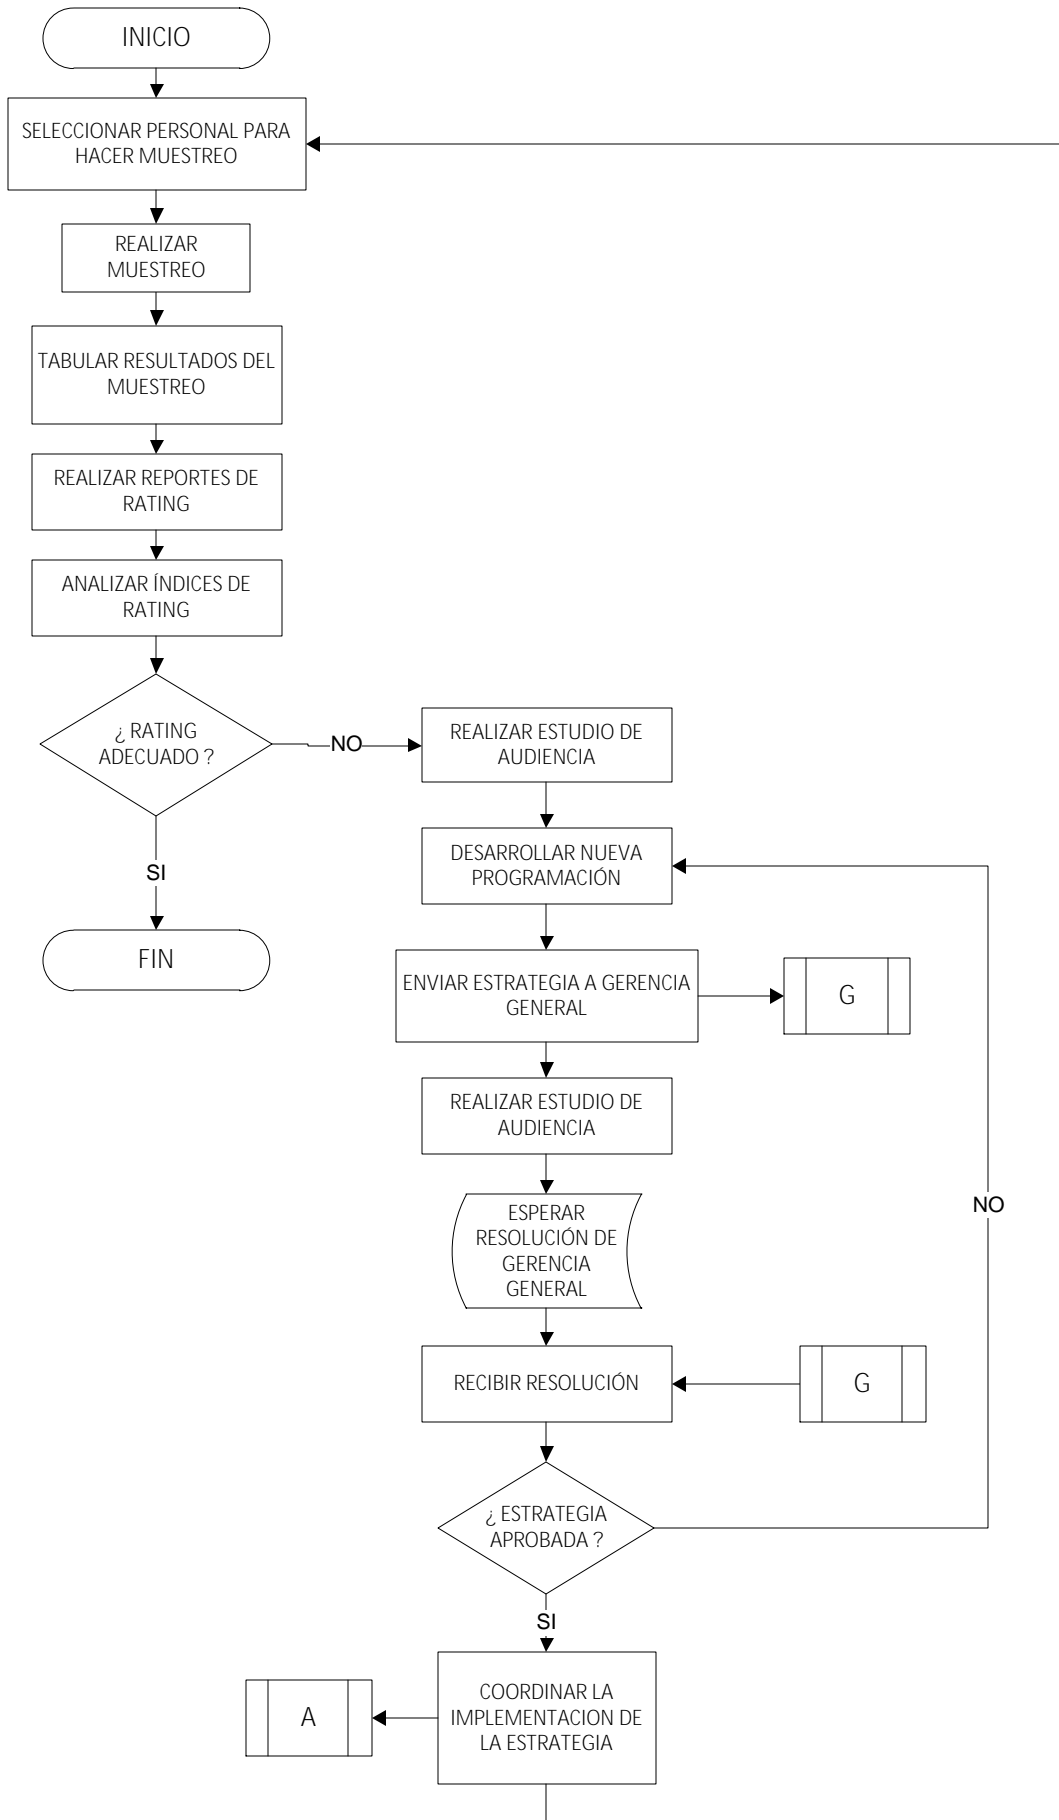 INICIO
SELECCIONAR PERSONAL PARA
HACER MUESTREO
REALIZAR
MUESTREO
TABULAR RESULTADOS DEL
MUESTREO
REALIZAR REPORTES DE
RATING
ANALIZAR ÍNDICES DE
RATING
¿ RATING
ADECUADO ?
NO
SI
FIN
REALIZAR ESTUDIO DE
AUDIENCIA
DESARROLLAR NUEVA
PROGRAMACIÓN
ENVIAR ESTRATEGIA A GERENCIA
GENERAL
G
REALIZAR ESTUDIO DE
AUDIENCIA
ESPERAR
RESOLUCIÓN DE
GERENCIA
GENERAL
NO
RECIBIR RESOLUCIÓN
G
¿ ESTRATEGIA
APROBADA ?
SI
COORDINAR LA
IMPLEMENTACION DE
LA ESTRATEGIA
A